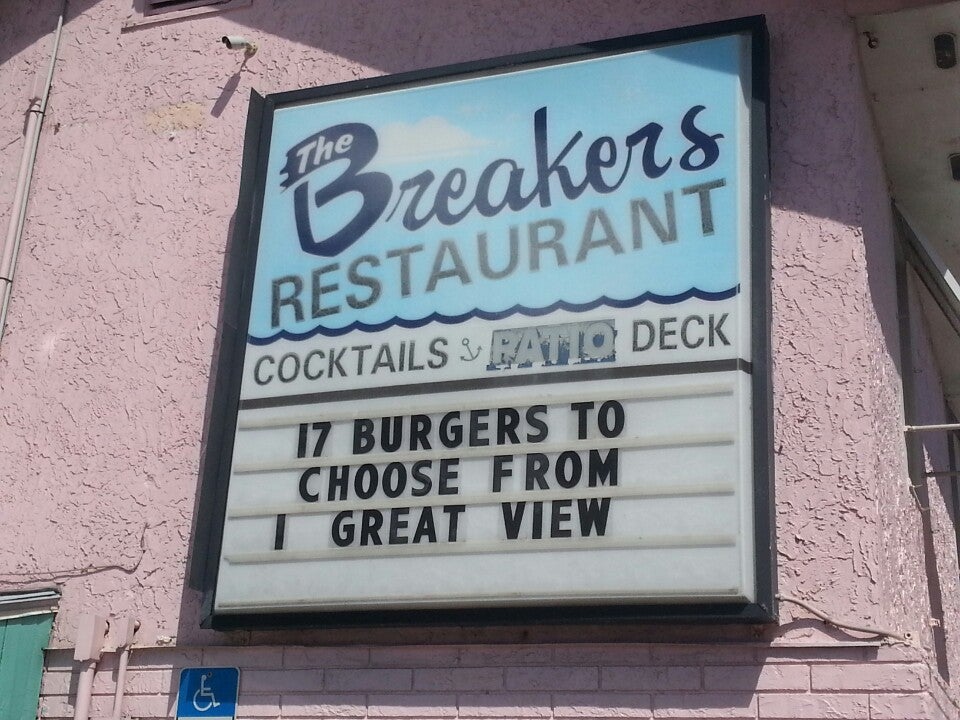 The
Breakers
RESTAURANT
COCKTAILS PATIO DECK
17 BURGERS TO
CHOOSE FROM
1 GREAT VIEW